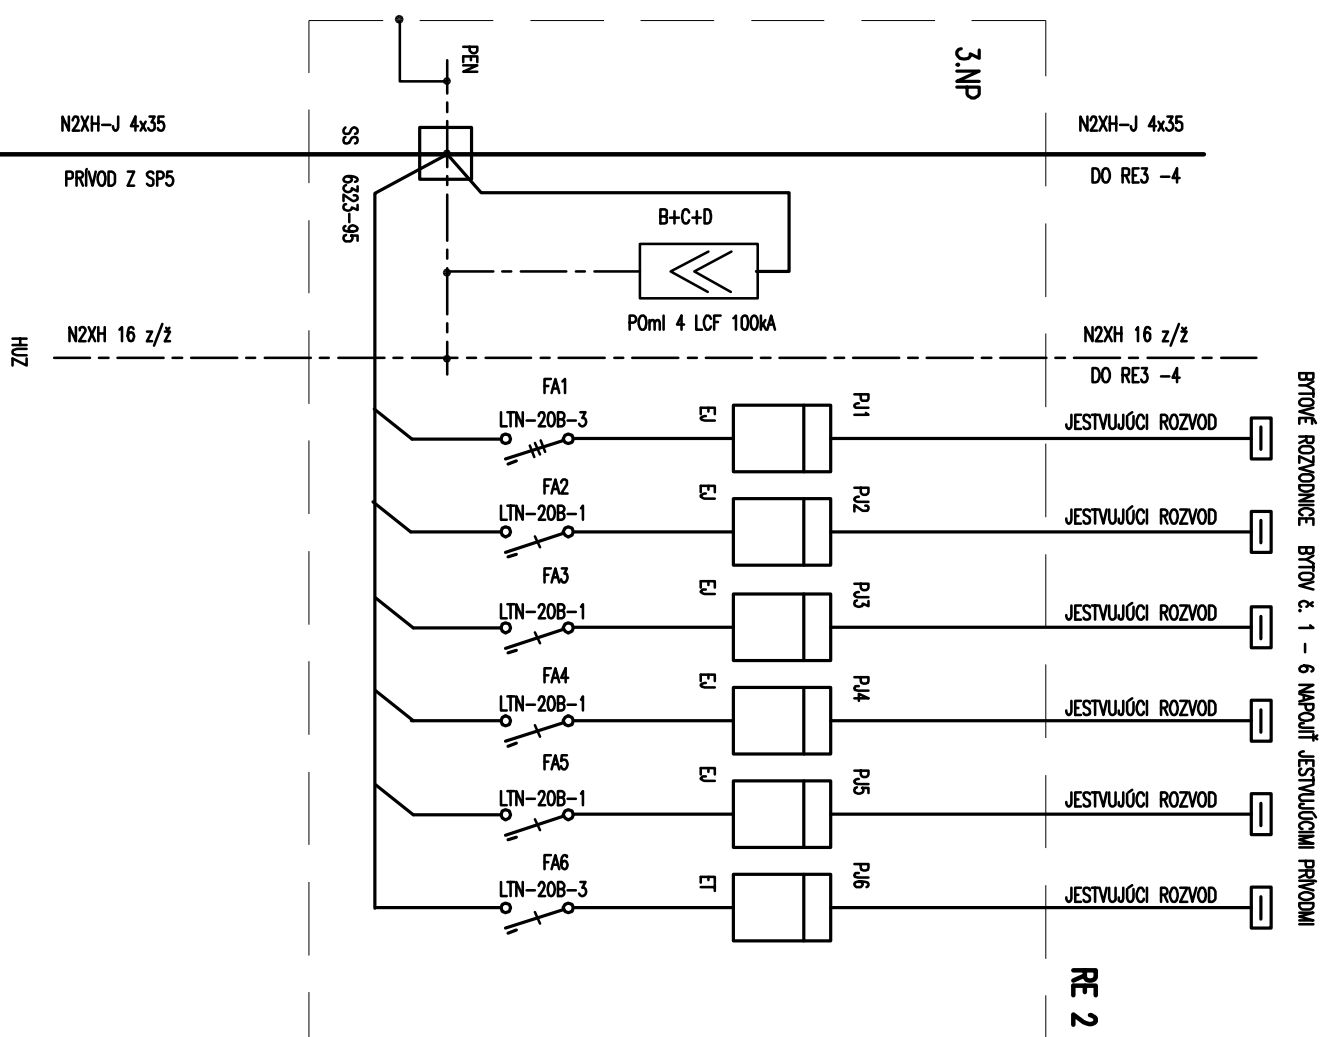 PEN
3.NP
N2XH-J 4x35
PRÍVOD Z SP5
SS 6323-95
N2XH-J 4x35
DO RE3 -4
B+C+D
POmI 4 LCF 100kA
N2XH 16 z/ž
HUZ
N2XH 16 z/ž
DO RE3 -4
FA1
LTN-20B-3
EJ
PJ1
JESTVUJÚCI ROZVOD
FA2
LTN-20B-1
EJ
PJ2
JESTVUJÚCI ROZVOD
FA3
LTN-20B-1
EJ
PJ3
JESTVUJÚCI ROZVOD
FA4
LTN-20B-1
EJ
PJ4
JESTVUJÚCI ROZVOD
FA5
LTN-20B-1
EJ
PJ5
JESTVUJÚCI ROZVOD
FA6
LTN-20B-3
ET
PJ6
JESTVUJÚCI ROZVOD
BYTOVÉ ROZVODNICE BYTOV č. 1 - 6 NAPOJIŤ JESTVUJÚCIMI PRÍVODMI
RE 2